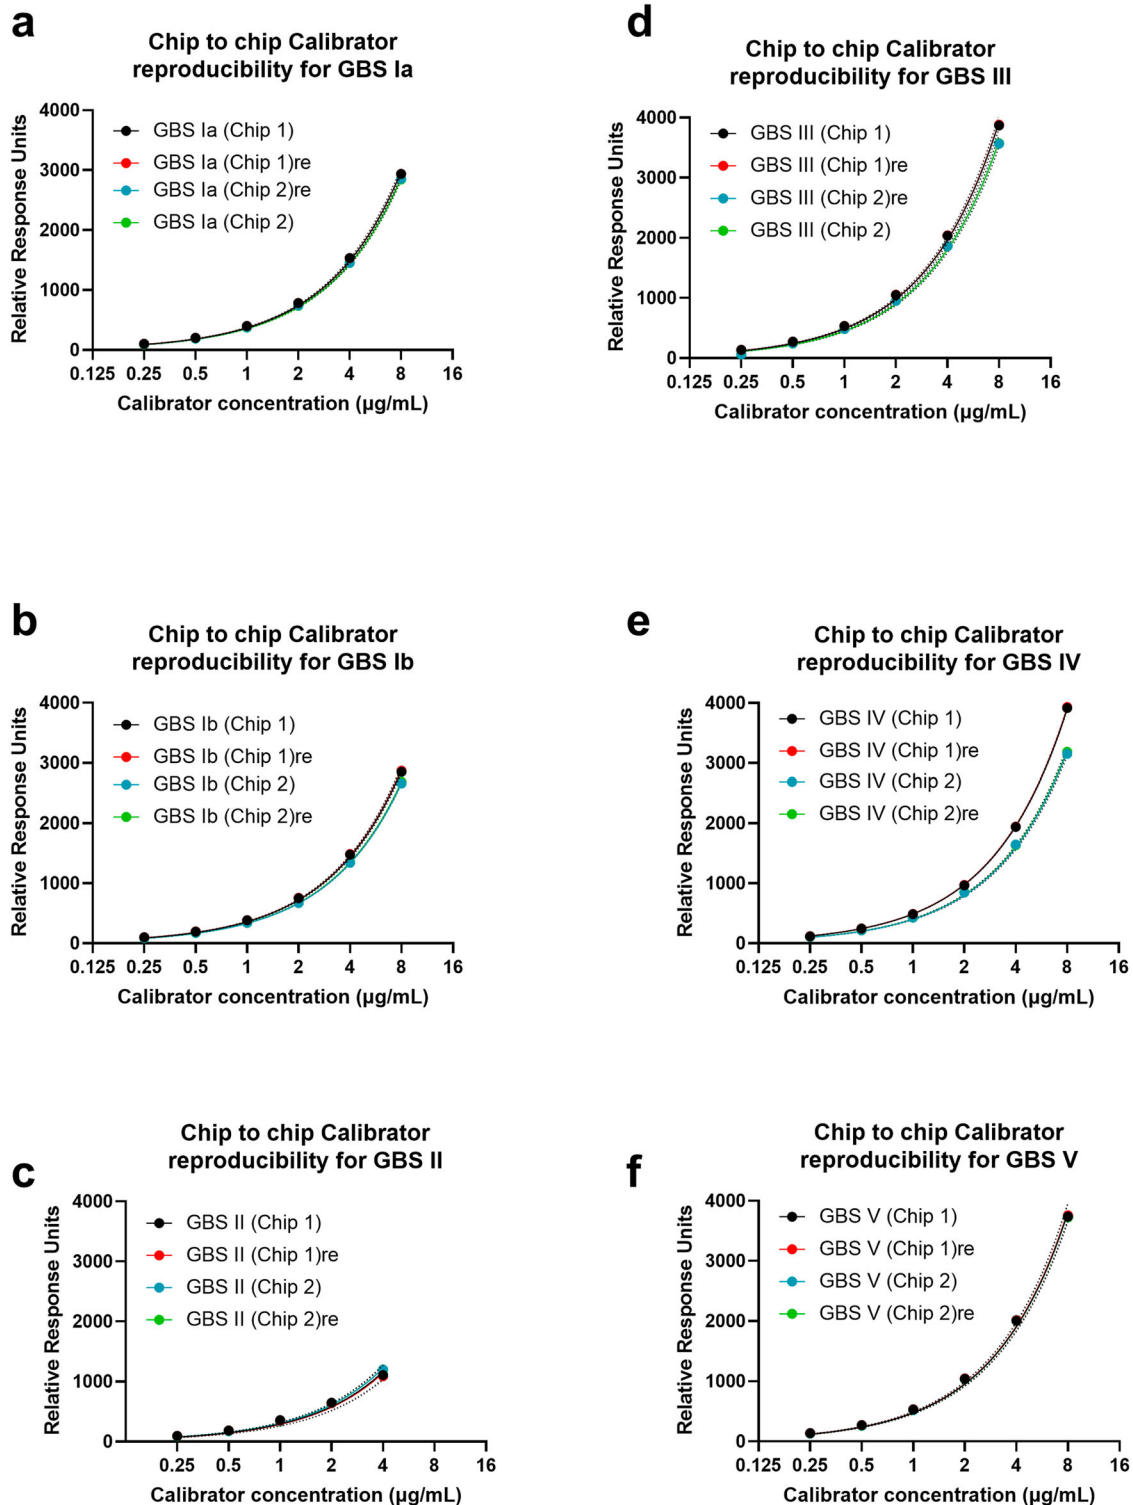 a
Chip to chip Calibrator
reproducibility for GBS Ia
Relative Response Units
4000
3000
2000
1000
0
GBS Ia (Chip 1)
GBS Ia (Chip 1)re
GBS Ia (Chip 2)re
GBS Ia (Chip 2)
0.125 0.25 0.5 1 2 4 8 16
Calibrator concentration (µg/mL)
d
Chip to chip Calibrator
reproducibility for GBS III
Relative Response Units
4000
3000
2000
1000
0
GBS III (Chip 1)
GBS III (Chip 1)re
GBS III (Chip 2)re
GBS III (Chip 2)
0.125 0.25 0.5 1 2 4 8 16
Calibrator concentration (µg/mL)
b
Chip to chip Calibrator
reproducibility for GBS Ib
Relative Response Units
4000
3000
2000
1000
0
GBS Ib (Chip 1)
GBS Ib (Chip 1)re
GBS Ib (Chip 2)
GBS Ib (Chip 2)re
0.125 0.25 0.5 1 2 4 8 16
Calibrator concentration (µg/mL)
e
Chip to chip Calibrator
reproducibility for GBS IV
Relative Response Units
4000
3000
2000
1000
0
GBS IV (Chip 1)
GBS IV (Chip 1)re
GBS IV (Chip 2)
GBS IV (Chip 2)re
0.125 0.25 0.5 1 2 4 8 16
Calibrator concentration (µg/mL)
c
Chip to chip Calibrator
reproducibility for GBS II
Relative Response Units
4000
3000
2000
1000
0
GBS II (Chip 1)
GBS II (Chip 1)re
GBS II (Chip 2)
GBS II (Chip 2)re
0.25 0.5 1 2 4 8 16
Calibrator concentration (µg/mL)
f
Chip to chip Calibrator
reproducibility for GBS V
Relative Response Units
4000
3000
2000
1000
0
GBS V (Chip 1)
GBS V (Chip 1)re
GBS V (Chip 2)
GBS V (Chip 2)re
0.125 0.25 0.5 1 2 4 8 16
Calibrator concentration (µg/mL)